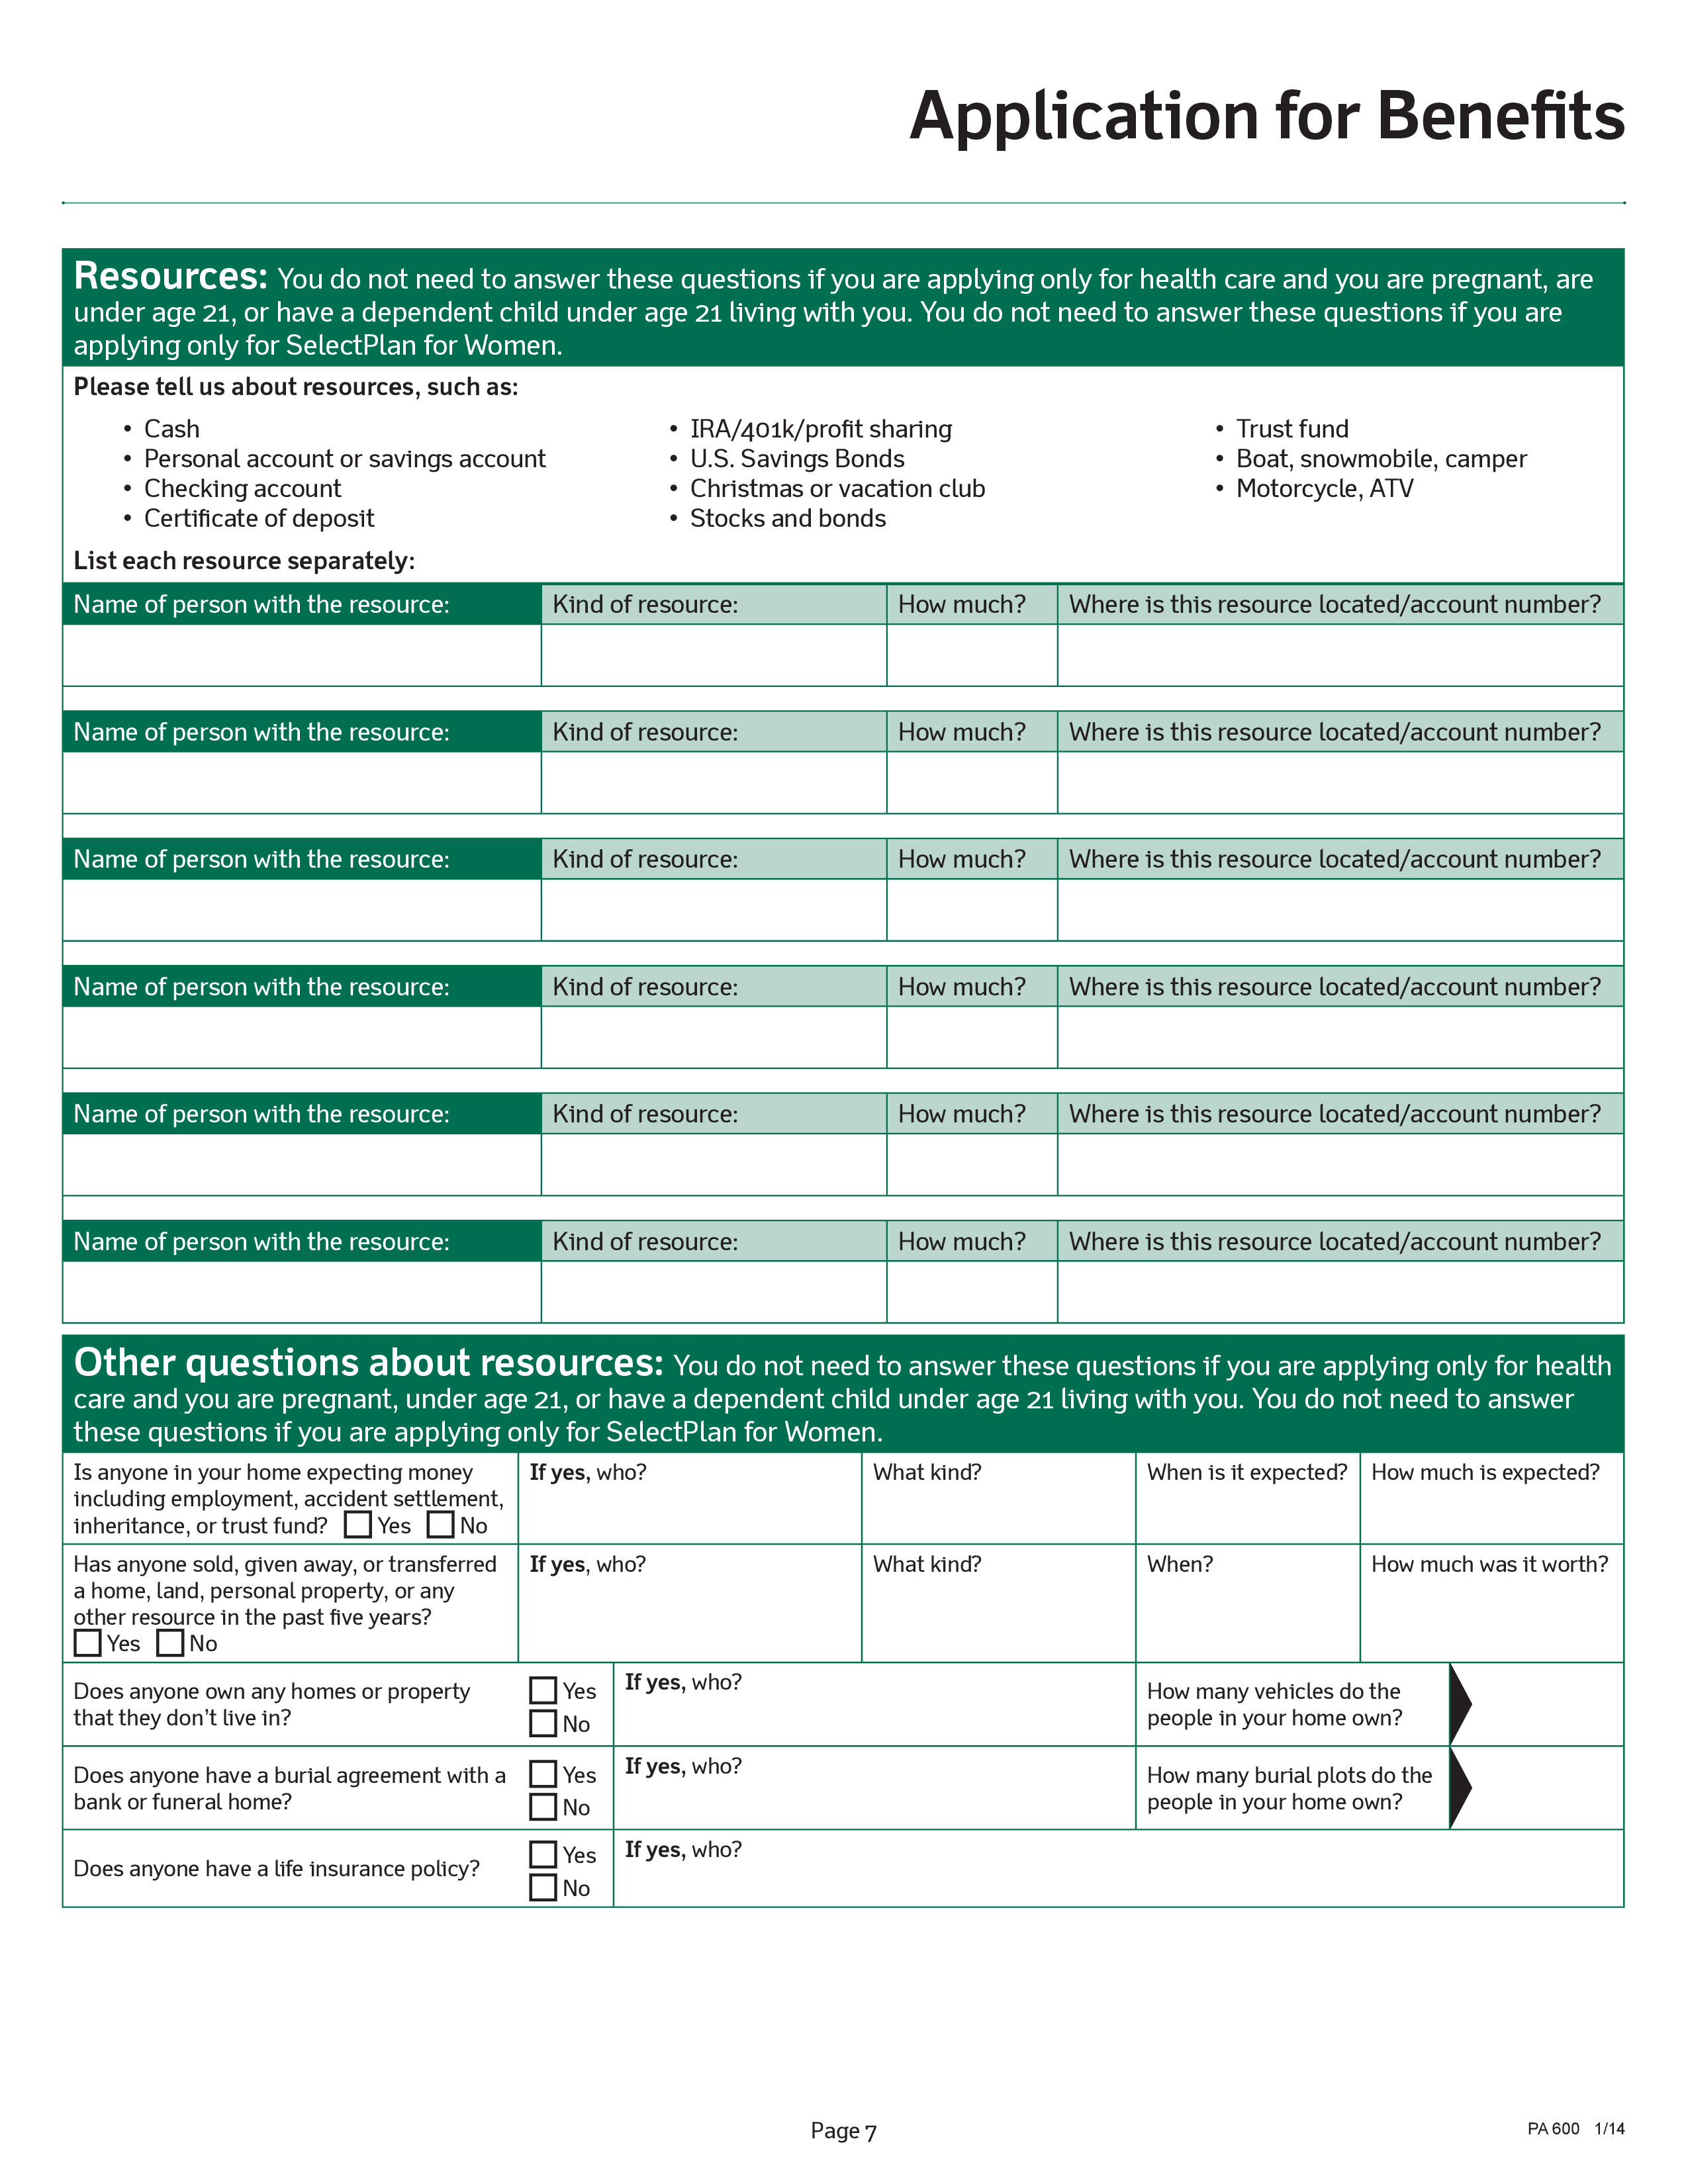 Application for Benefits
Resources: You do not need to answer these questions if you are applying only for health care and you are pregnant, are
under age 21, or have a dependent child under age 21 living with you. You do not need to answer these questions if you are
applying only for SelectPlan for Women.
Please tell us about resources, such as:
• Cash
• Personal account or savings account
• Checking account
• Certificate of deposit
• IRA/401k/profit sharing
• U.S. Savings Bonds
• Christmas or vacation club
• Stocks and bonds
• Trust fund
• Boat, snowmobile, camper
• Motorcycle, ATV
List each resource separately:
Name of person with the resource: Kind of resource: How much? Where is this resource located/account number?
Name of person with the resource: Kind of resource: How much? Where is this resource located/account number?
Name of person with the resource: Kind of resource: How much? Where is this resource located/account number?
Name of person with the resource: Kind of resource: How much? Where is this resource located/account number?
Name of person with the resource: Kind of resource: How much? Where is this resource located/account number?
Name of person with the resource: Kind of resource: How much? Where is this resource located/account number?
Other questions about resources: You do not need to answer these questions if you are applying only for health
care and you are pregnant, under age 21, or have a dependent child under age 21 living with you. You do not need to answer
these questions if you are applying only for SelectPlan for Women.
Is anyone in your home expecting money
including employment, accident settlement,
inheritance, or trust fund? Yes No
If yes, who?
What kind?
When is it expected?
How much is expected?
Has anyone sold, given away, or transferred
a home, land, personal property, or any
other resource in the past five years?
Yes No
If yes, who?
What kind?
When?
How much was it worth?
Does anyone own any homes or property
that they don't live in?
Yes
No
If yes, who?
How many vehicles do the
people in your home own?
Does anyone have a burial agreement with a
bank or funeral home?
Yes
No
If yes, who?
How many burial plots do the
people in your home own?
Does anyone have a life insurance policy?
Yes
No
If yes, who?
Page 7
PA 600 1/14